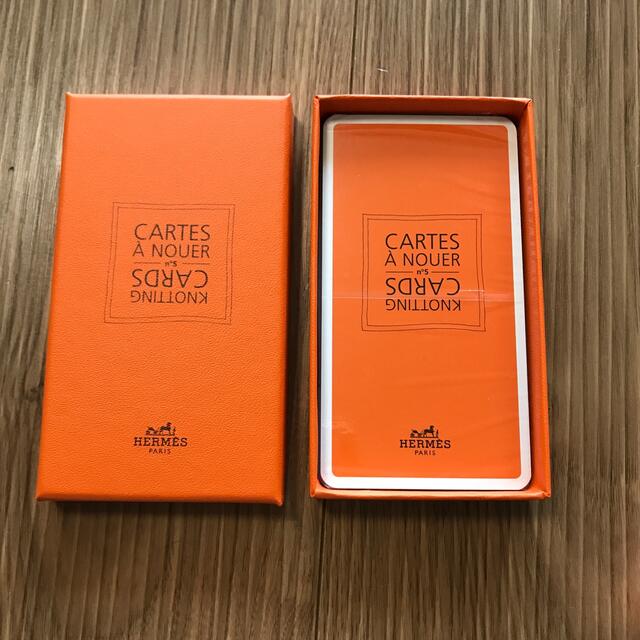 CARTES
À NOUER
n°5
KNOTTING
CARDS
HERMÈS
PARIS
CARTES
À NOUER
n°5
KNOTTING
CARDS
HERMÈS
PARIS